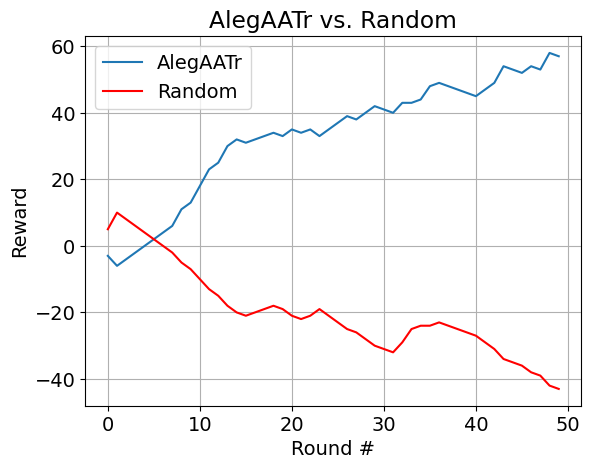 AlegAATr vs. Random
AlegAATr
Random
Reward
60
40
20
0
−20
−40
0 10 20 30 40 50
Round #